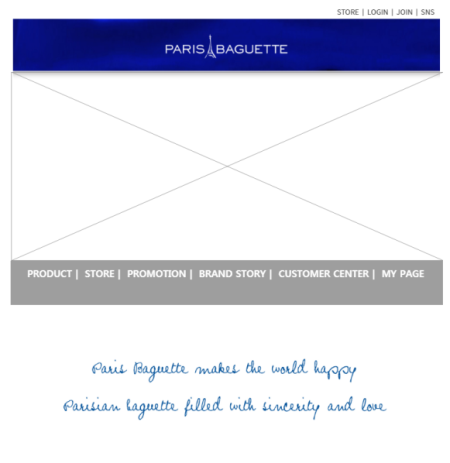 STORE | LOGIN | JOIN | SNS
PARIS BAGUETTE
PRODUCT | STORE | PROMOTION | BRAND STORY | CUSTOMER CENTER | MY PAGE
Paris Baguette makes the world happy
Parisian baguette filled with sincerity and love